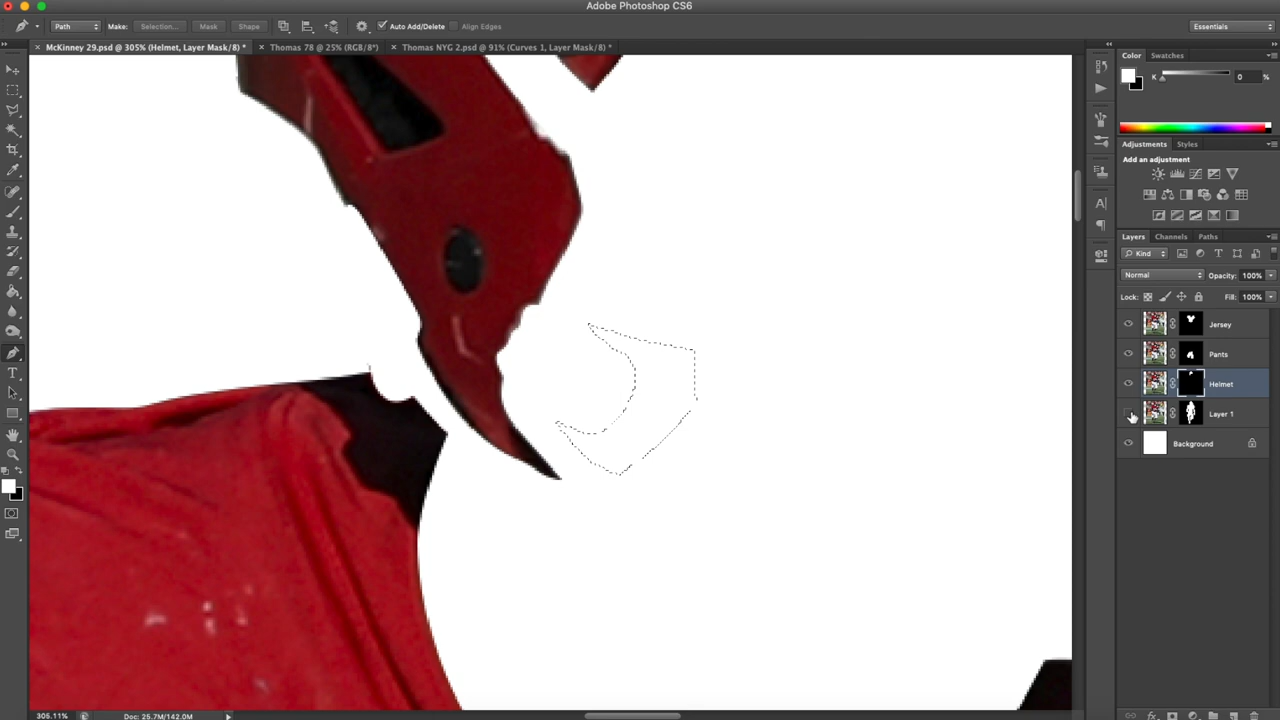 Adobe Photoshop CS6
Path Make: Selection... Mask Shape Auto Add/Delete Align Edges Essentials
× McKinney 29.psd @ 305% (Helmet, Layer Mask/8) * × Thomas 78 @ 25% (RGB/8*) × Thomas NYC 2.psd @ 91% (Curves 1, Layer Mask/8) *
Color Swatches
K 0 %
Adjustments Styles
Add an adjustment
Layers Channels Paths
Kind
Normal Opacity: 100%
Lock: Fill: 100%
Jersey
Pants
Helmet
Layer 1
Background
305.11% Doc: 25.7M/142.0M